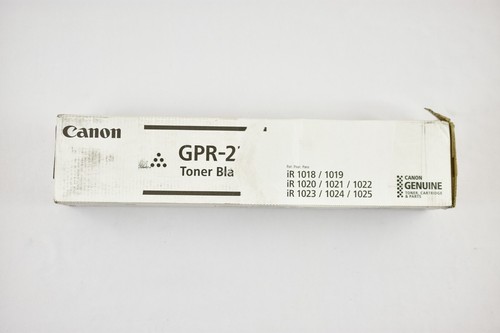 Canon
GPR-2
Toner Bla
For Use: Pour
iR 1018 / 1019
iR 1020 / 1021 / 1022
iR 1023 / 1024 / 1025
CANON
GENUINE
TONER, CARTRIDGE
& PARTS